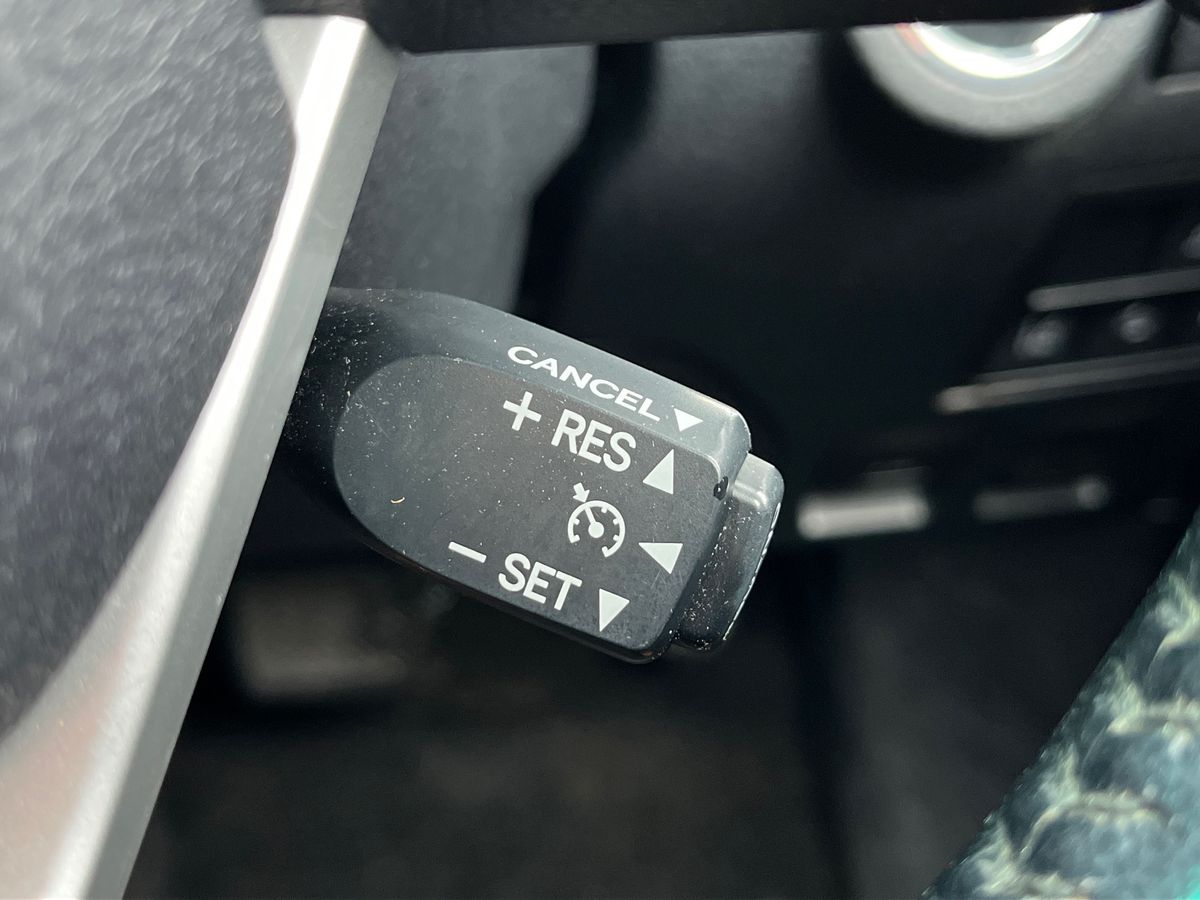 CANCEL ▼
+ RES ▲
◀
− SET ▼